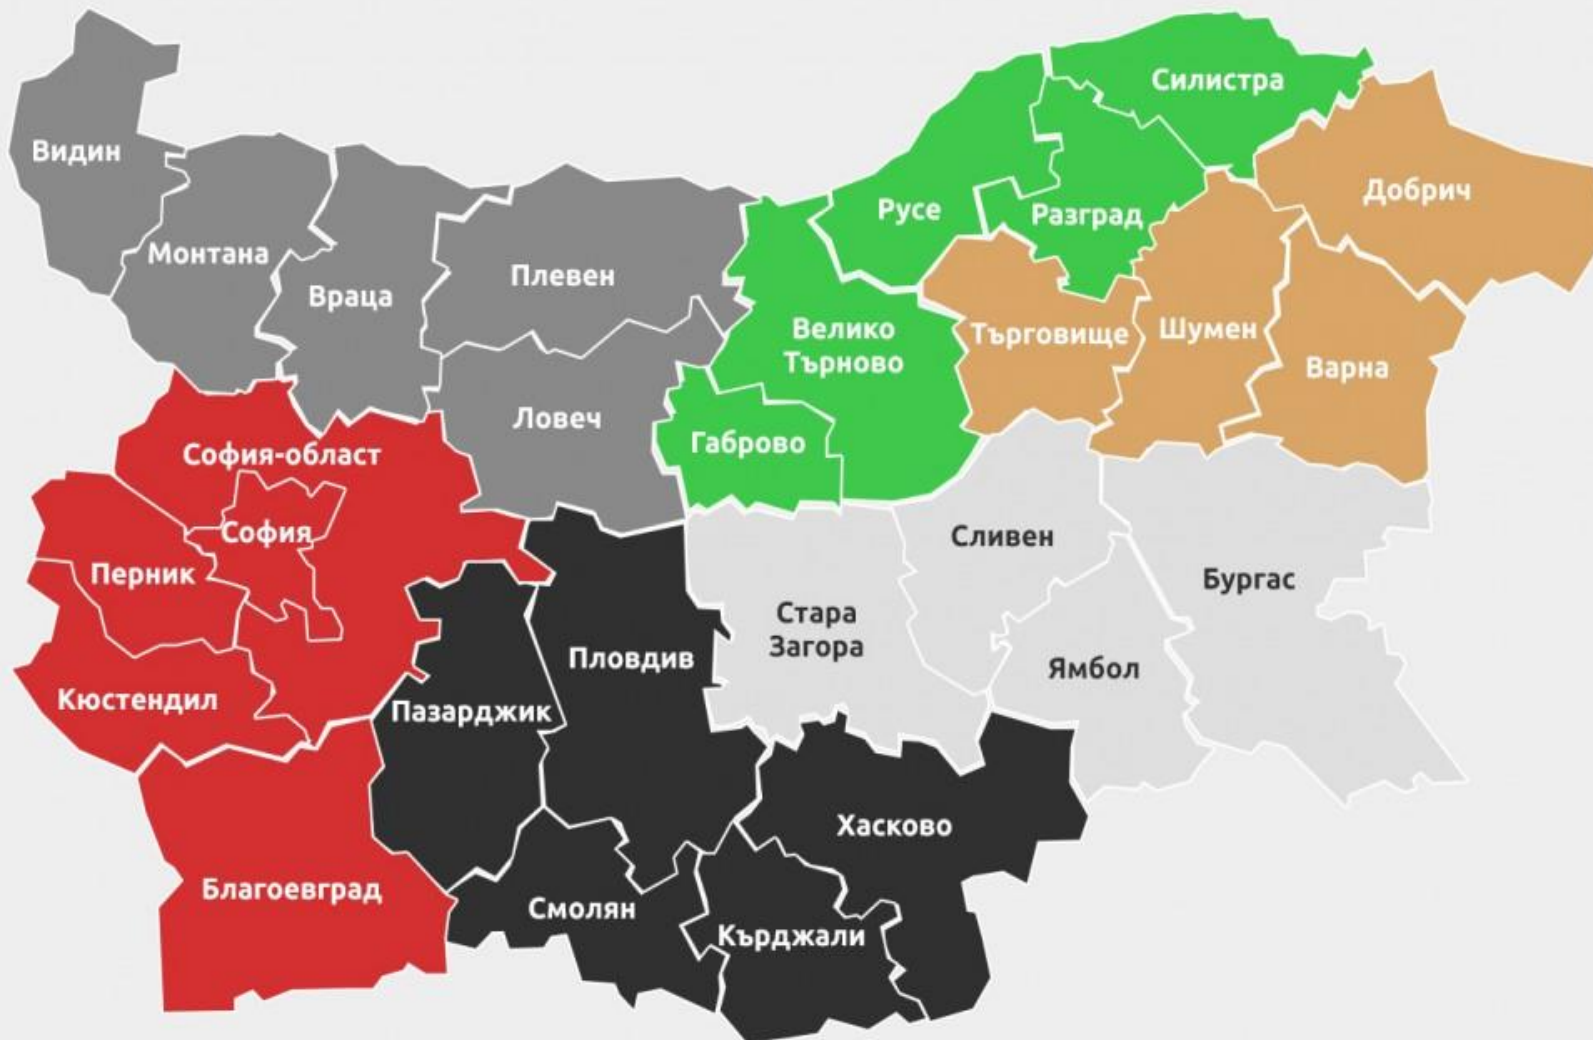 Силистра
Видин
Добрич
Русе
Разград
Монтана
Плевен
Враца
Велико
Търново
Търговище
Шумен
Варна
Ловеч
Габрово
София-област
София
Сливен
Перник
Бургас
Стара
Загора
Пловдив
Ямбол
Кюстендил
Пазарджик
Хасково
Благоевград
Смолян
Кърджали